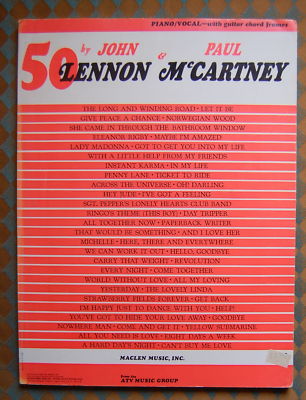 PIANO/VOCAL—with guitar chord frames
50 by JOHN & PAUL
LENNON McCARTNEY
THE LONG AND WINDING ROAD • LET IT BE
GIVE PEACE A CHANCE • NORWEGIAN WOOD
SHE CAME IN THROUGH THE BATHROOM WINDOW
ELEANOR RIGBY • MAYBE I'M AMAZED
LADY MADONNA • GOT TO GET YOU INTO MY LIFE
WITH A LITTLE HELP FROM MY FRIENDS
INSTANT KARMA • IN MY LIFE
PENNY LANE • TICKET TO RIDE
ACROSS THE UNIVERSE • OH! DARLING
HEY JUDE • I'VE GOT A FEELING
SGT. PEPPER'S LONELY HEARTS CLUB BAND
RINGO'S THEME (THIS BOY) • DAY TRIPPER
ALL TOGETHER NOW • PAPERBACK WRITER
THAT WOULD BE SOMETHING • AND I LOVE HER
MICHELLE • HERE, THERE AND EVERYWHERE
WE CAN WORK IT OUT • HELLO, GOODBYE
CARRY THAT WEIGHT • REVOLUTION
EVERY NIGHT • COME TOGETHER
WORLD WITHOUT LOVE • ALL MY LOVING
YESTERDAY • THE LOVELY LINDA
STRAWBERRY FIELDS FOREVER • GET BACK
I'M HAPPY JUST TO DANCE WITH YOU • HELP!
YOU'VE GOT TO HIDE YOUR LOVE AWAY • GOODBYE
NOWHERE MAN • COME AND GET IT • YELLOW SUBMARINE
ALL YOU NEED IS LOVE • EIGHT DAYS A WEEK
A HARD DAY'S NIGHT • CAN'T BUY ME LOVE
MACLEN MUSIC, INC.
from the
ATV MUSIC GROUP